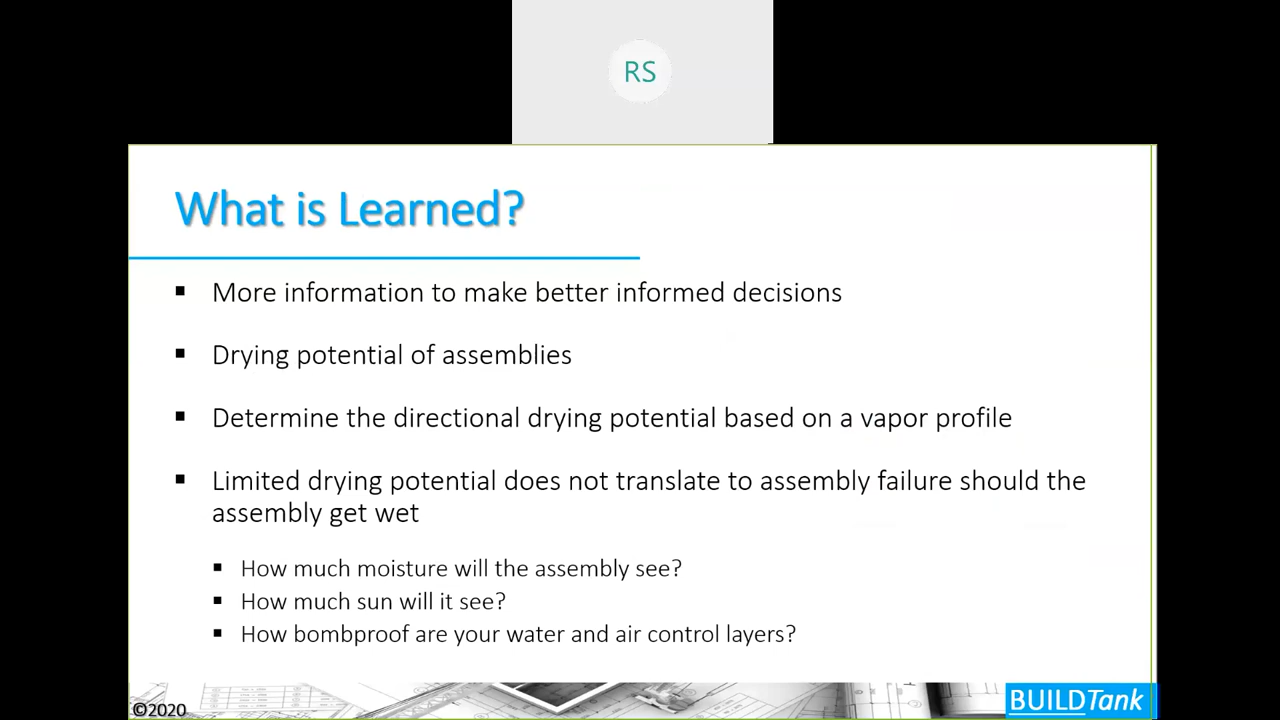 RS
What is Learned?
▪ More information to make better informed decisions
▪ Drying potential of assemblies
▪ Determine the directional drying potential based on a vapor profile
▪ Limited drying potential does not translate to assembly failure should the
assembly get wet
▪ How much moisture will the assembly see?
▪ How much sun will it see?
▪ How bombproof are your water and air control layers?
©2020
BUILDTank